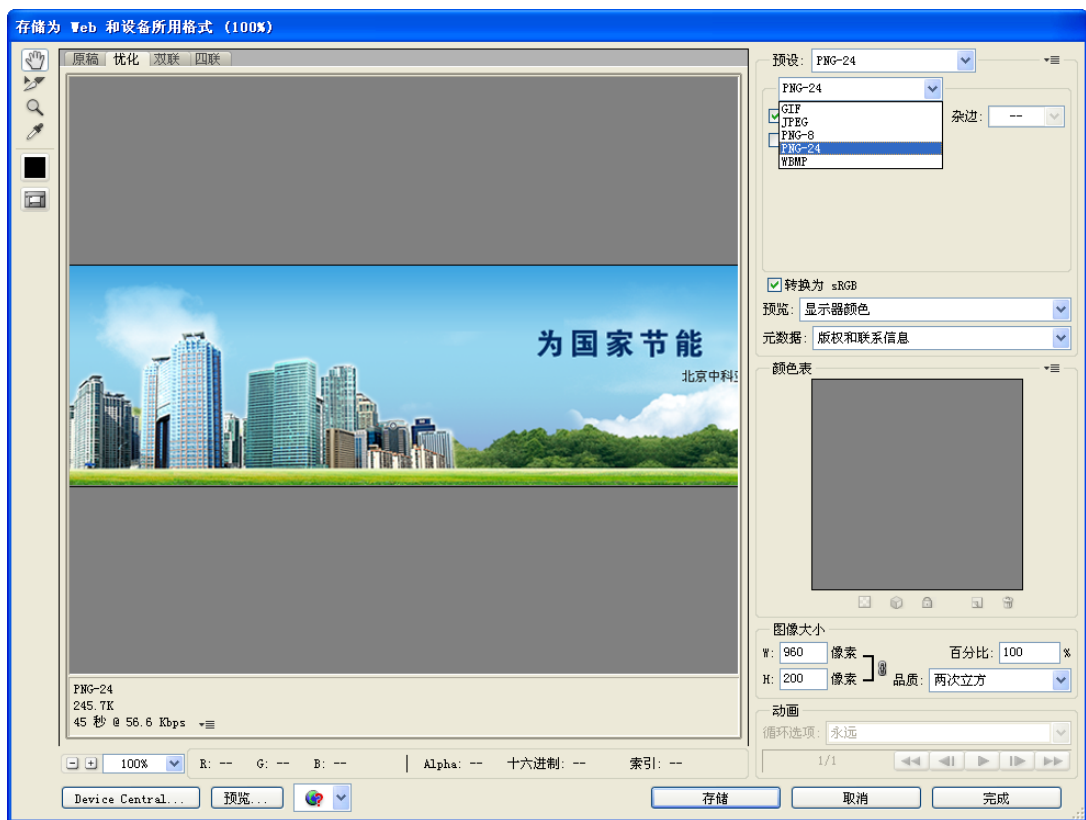 存储为 Web 和设备所用格式 (100%)
原稿 优化 双联 四联
预设: PNG-24
PNG-24
GIF
JPEG
PNG-8
PNG-24
WBMP
杂边: --
转换为 sRGB
预览: 显示器颜色
元数据: 版权和联系信息
颜色表
为国家节能
北京中科
图像大小
W: 960 像素
百分比: 100 %
H: 200 像素
品质: 两次立方
动画
循环选项: 永远
1/1
PNG-24
245.7K
45 秒 @ 56.6 Kbps
100% R: -- G: -- B: -- Alpha: -- 十六进制: -- 索引: --
Device Central... 预览... 存储 取消 完成